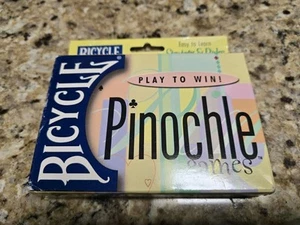 BICYCLE
Easy to Learn
PLAY TO WIN!
BICYCLE
Pinochle
games